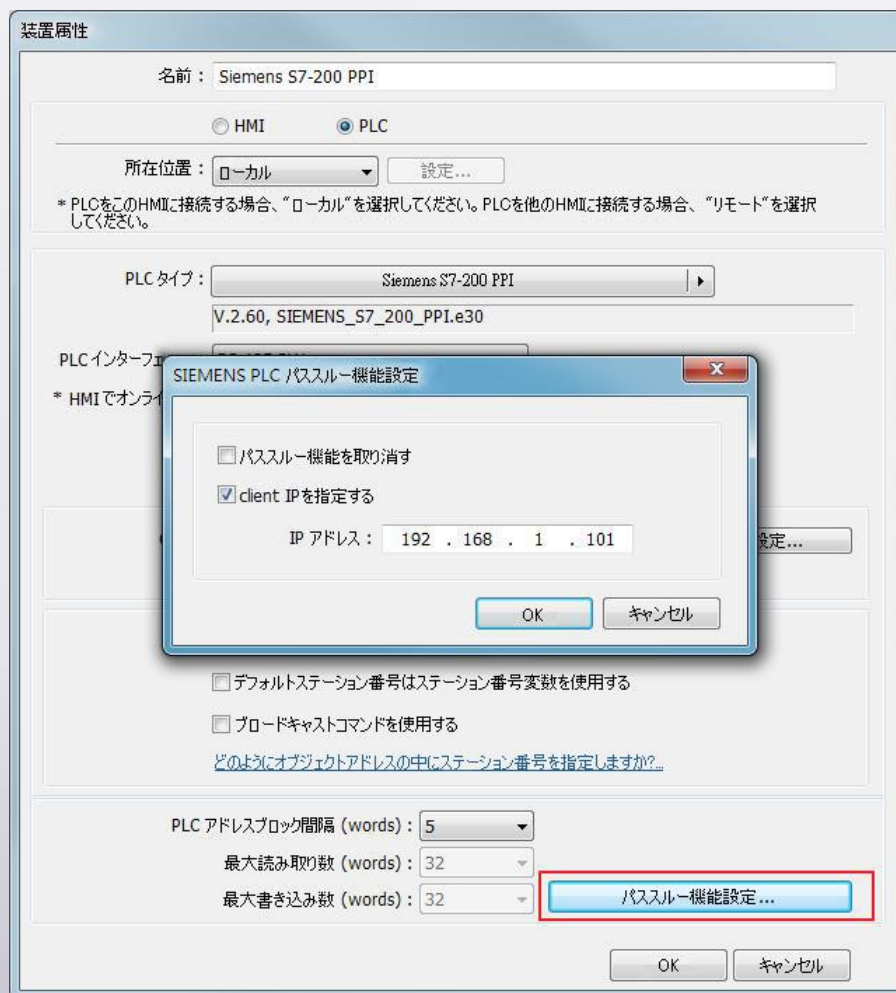 装置属性
名前： Siemens S7-200 PPI
HMI PLC
所在位置： ローカル 設定...
* PLCをこのHMIに接続する場合、"ローカル"を選択してください。PLCを他のHMIに接続する場合、"リモート"を選択
してください。
PLC タイプ： Siemens S7-200 PPI
V.2.60, SIEMENS_S7_200_PPI.e30
PLC インターフェ
* HMIでオンライ
SIEMENS PLC パススルー機能設定
パススルー機能を取り消す
client IPを指定する
IP アドレス： 192 . 168 . 1 . 101
設定...
OK キャンセル
デフォルトステーション番号はステーション番号変数を使用する
ブロードキャストコマンドを使用する
どのようにオブジェクトアドレスの中にステーション番号を指定しますか?...
PLC アドレスブロック間隔 (words)： 5
最大読み取り数 (words)： 32
最大書き込み数 (words)： 32 パススルー機能設定...
OK キャンセル